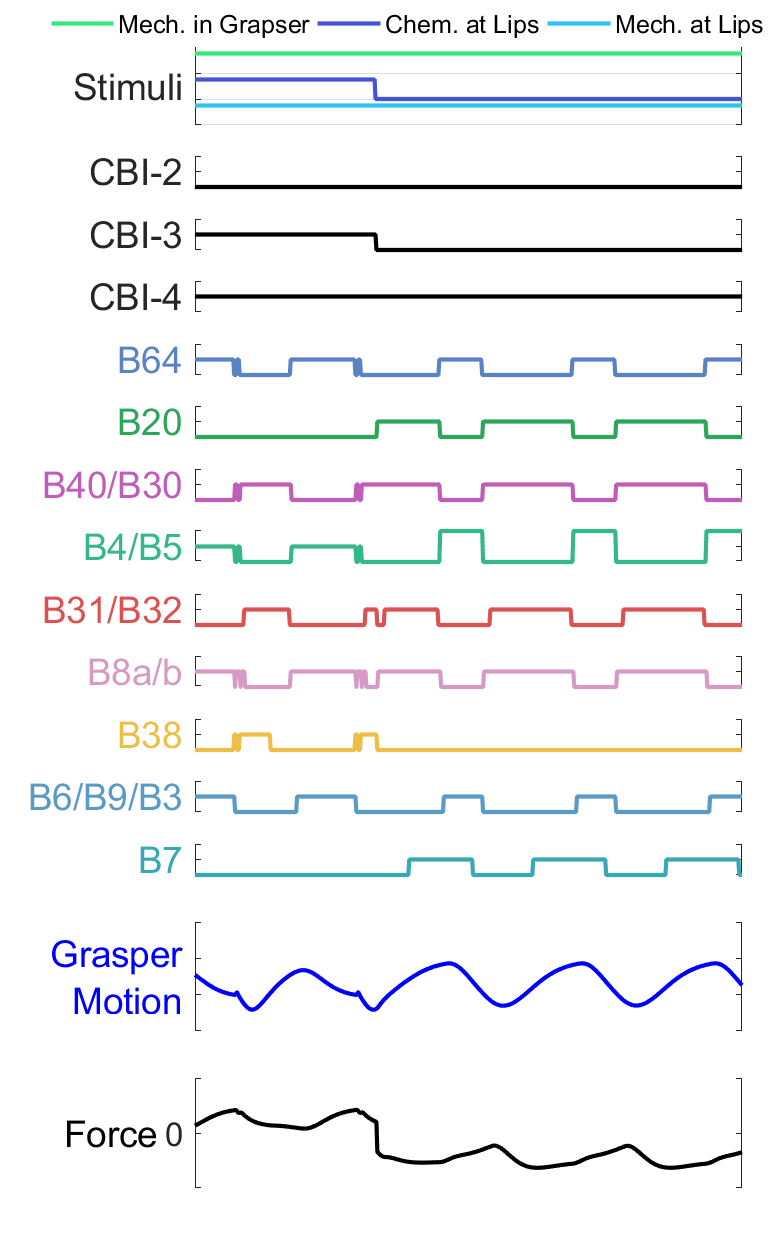 Mech. in Grapser Chem. at Lips Mech. at Lips
Stimuli
CBI-2
CBI-3
CBI-4
B64
B20
B40/B30
B4/B5
B31/B32
B8a/b
B38
B6/B9/B3
B7
Grasper
Motion
Force 0